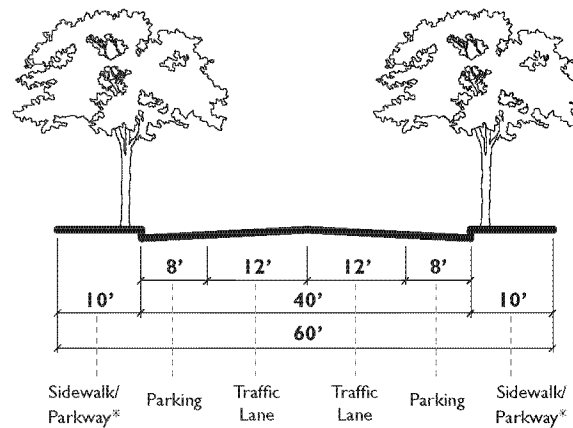 8' 12' 12' 8'
10' 40' 10'
60'
Sidewalk/ Parking Traffic Traffic Parking Sidewalk/
Parkway* Lane Lane Parkway*